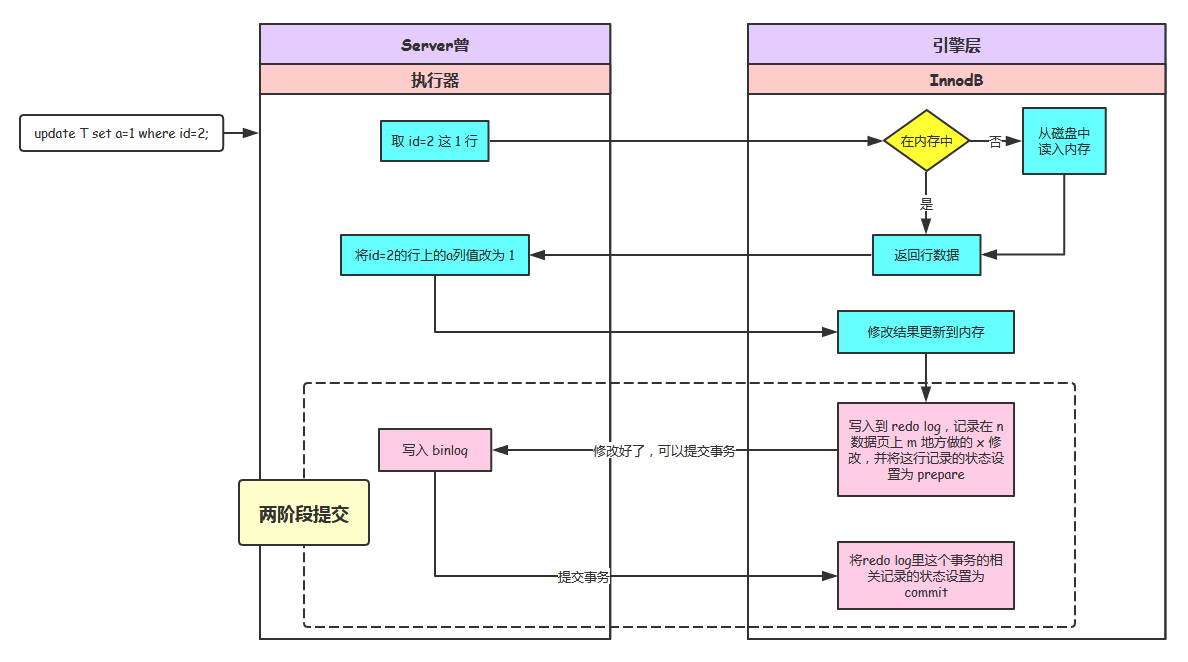 Server曾
引擎层
执行器
InnodB
update T set a=1 where id=2;
取 id=2 这 1 行
在内存中
否
从磁盘中
读入内存
是
将id=2的行上的a列值改为 1
返回行数据
修改结果更新到内存
写入 binlog
修改好了，可以提交事务
写入到 redo log，记录在 n
数据页上 m 地方做的 x 修
改，并将这行记录的状态设
置为 prepare
两阶段提交
提交事务
将redo log里这个事务的相
关记录的状态设置为
commit